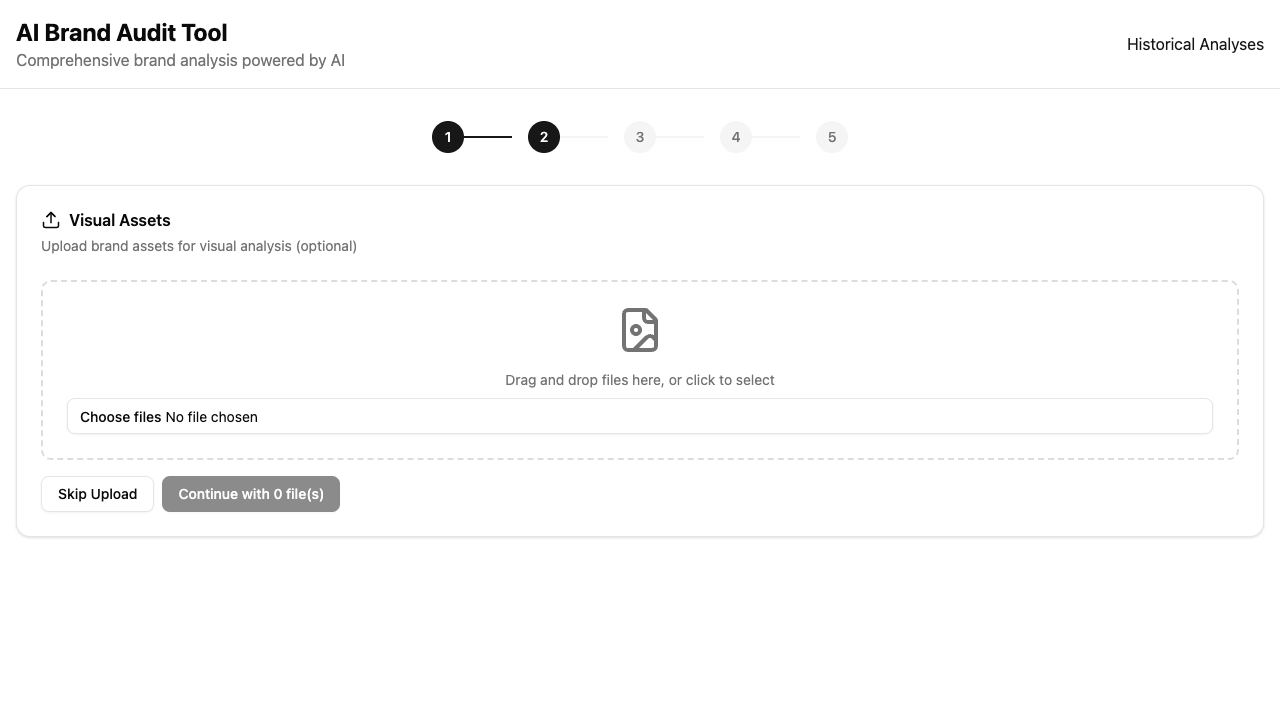 AI Brand Audit Tool
Comprehensive brand analysis powered by AI
Historical Analyses
1 2 3 4 5
Visual Assets
Upload brand assets for visual analysis (optional)
Drag and drop files here, or click to select
Choose files No file chosen
Skip Upload Continue with 0 file(s)